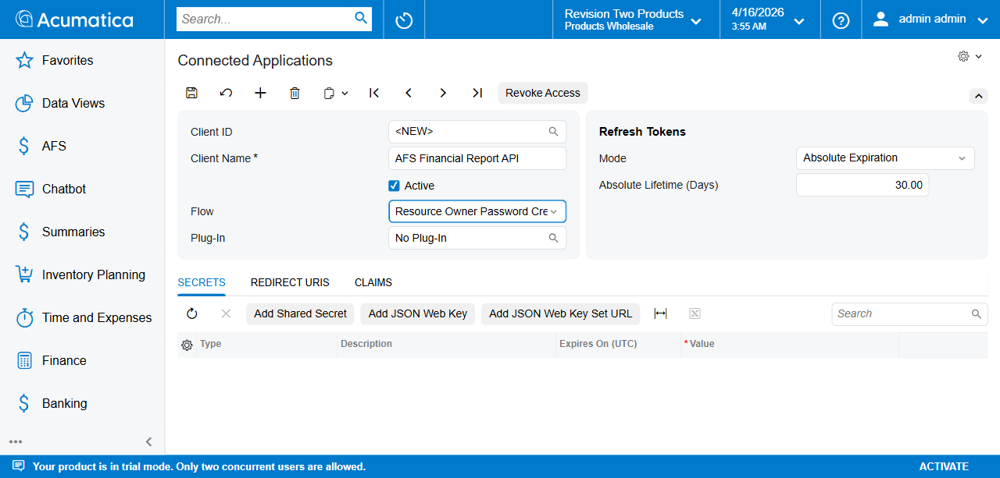 Acumatica
Search...
Revision Two Products
Products Wholesale
4/16/2026
3:55 AM
admin admin
Favorites
Data Views
AFS
Chatbot
Summaries
Inventory Planning
Time and Expenses
Finance
Banking
Connected Applications
Revoke Access
Client ID
<NEW>
Client Name *
AFS Financial Report API
Active
Flow
Resource Owner Password Cre
Plug-In
No Plug-In
Refresh Tokens
Mode
Absolute Expiration
Absolute Lifetime (Days)
30.00
SECRETS
REDIRECT URIS
CLAIMS
Add Shared Secret
Add JSON Web Key
Add JSON Web Key Set URL
Search
Type
Description
Expires On (UTC)
* Value
Your product is in trial mode. Only two concurrent users are allowed.
ACTIVATE